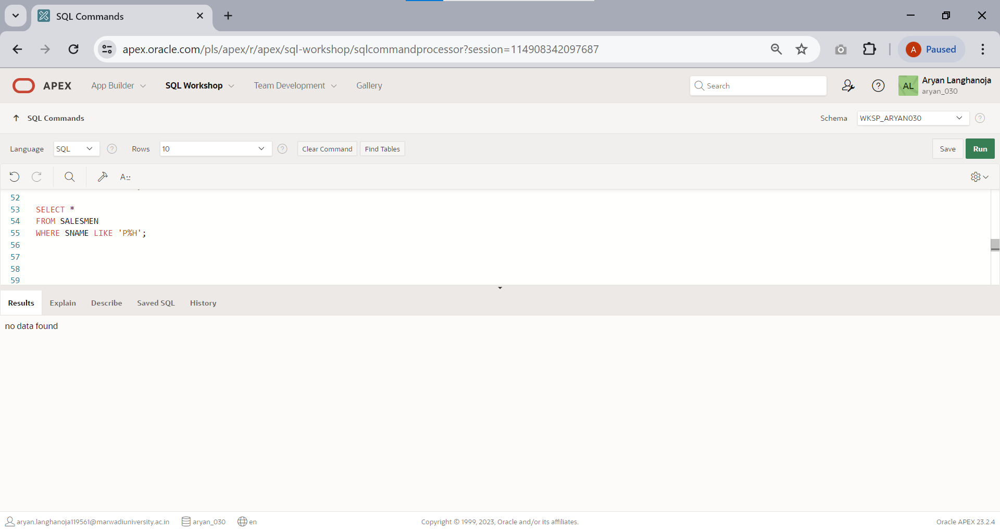 SQL Commands
apex.oracle.com/pls/apex/r/apex/sql-workshop/sqlcommandprocessor?session=114908342097687
A Paused
APEX App Builder SQL Workshop Team Development Gallery Search AL Aryan Langhanoja
aryan_030
SQL Commands Schema WKSP_ARYAN030 ?
Language SQL ? Rows 10 ? Clear Command Find Tables Save Run
A::
52
53 SELECT *
54 FROM SALESMEN
55 WHERE SNAME LIKE 'P%H';
56
57
58
59
Results Explain Describe Saved SQL History
no data found
aryan.langhanoja119561@marwadiuniversity.ac.in aryan_030 en Copyright © 1999, 2023, Oracle and/or its affiliates. Oracle APEX 23.2.4